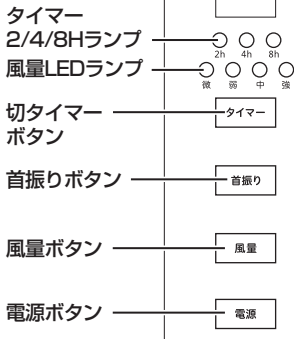 タイマー
2/4/8Hランプ
2h 4h 8h
風量LEDランプ
微 弱 中 強
切タイマー
ボタン
タイマー
首振りボタン
首振り
風量ボタン
風量
電源ボタン
電源